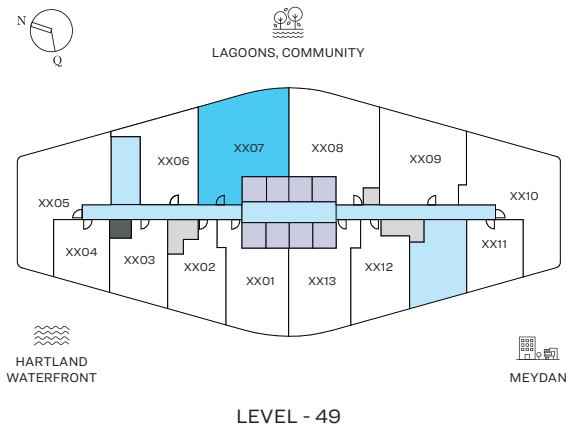 N
Q
LAGOONS, COMMUNITY
XX07
XX08
XX06
XX09
XX05
XX10
XX04
XX03
XX02
XX01
XX13
XX12
XX11
HARTLAND
WATERFRONT
MEYDAN
LEVEL - 49